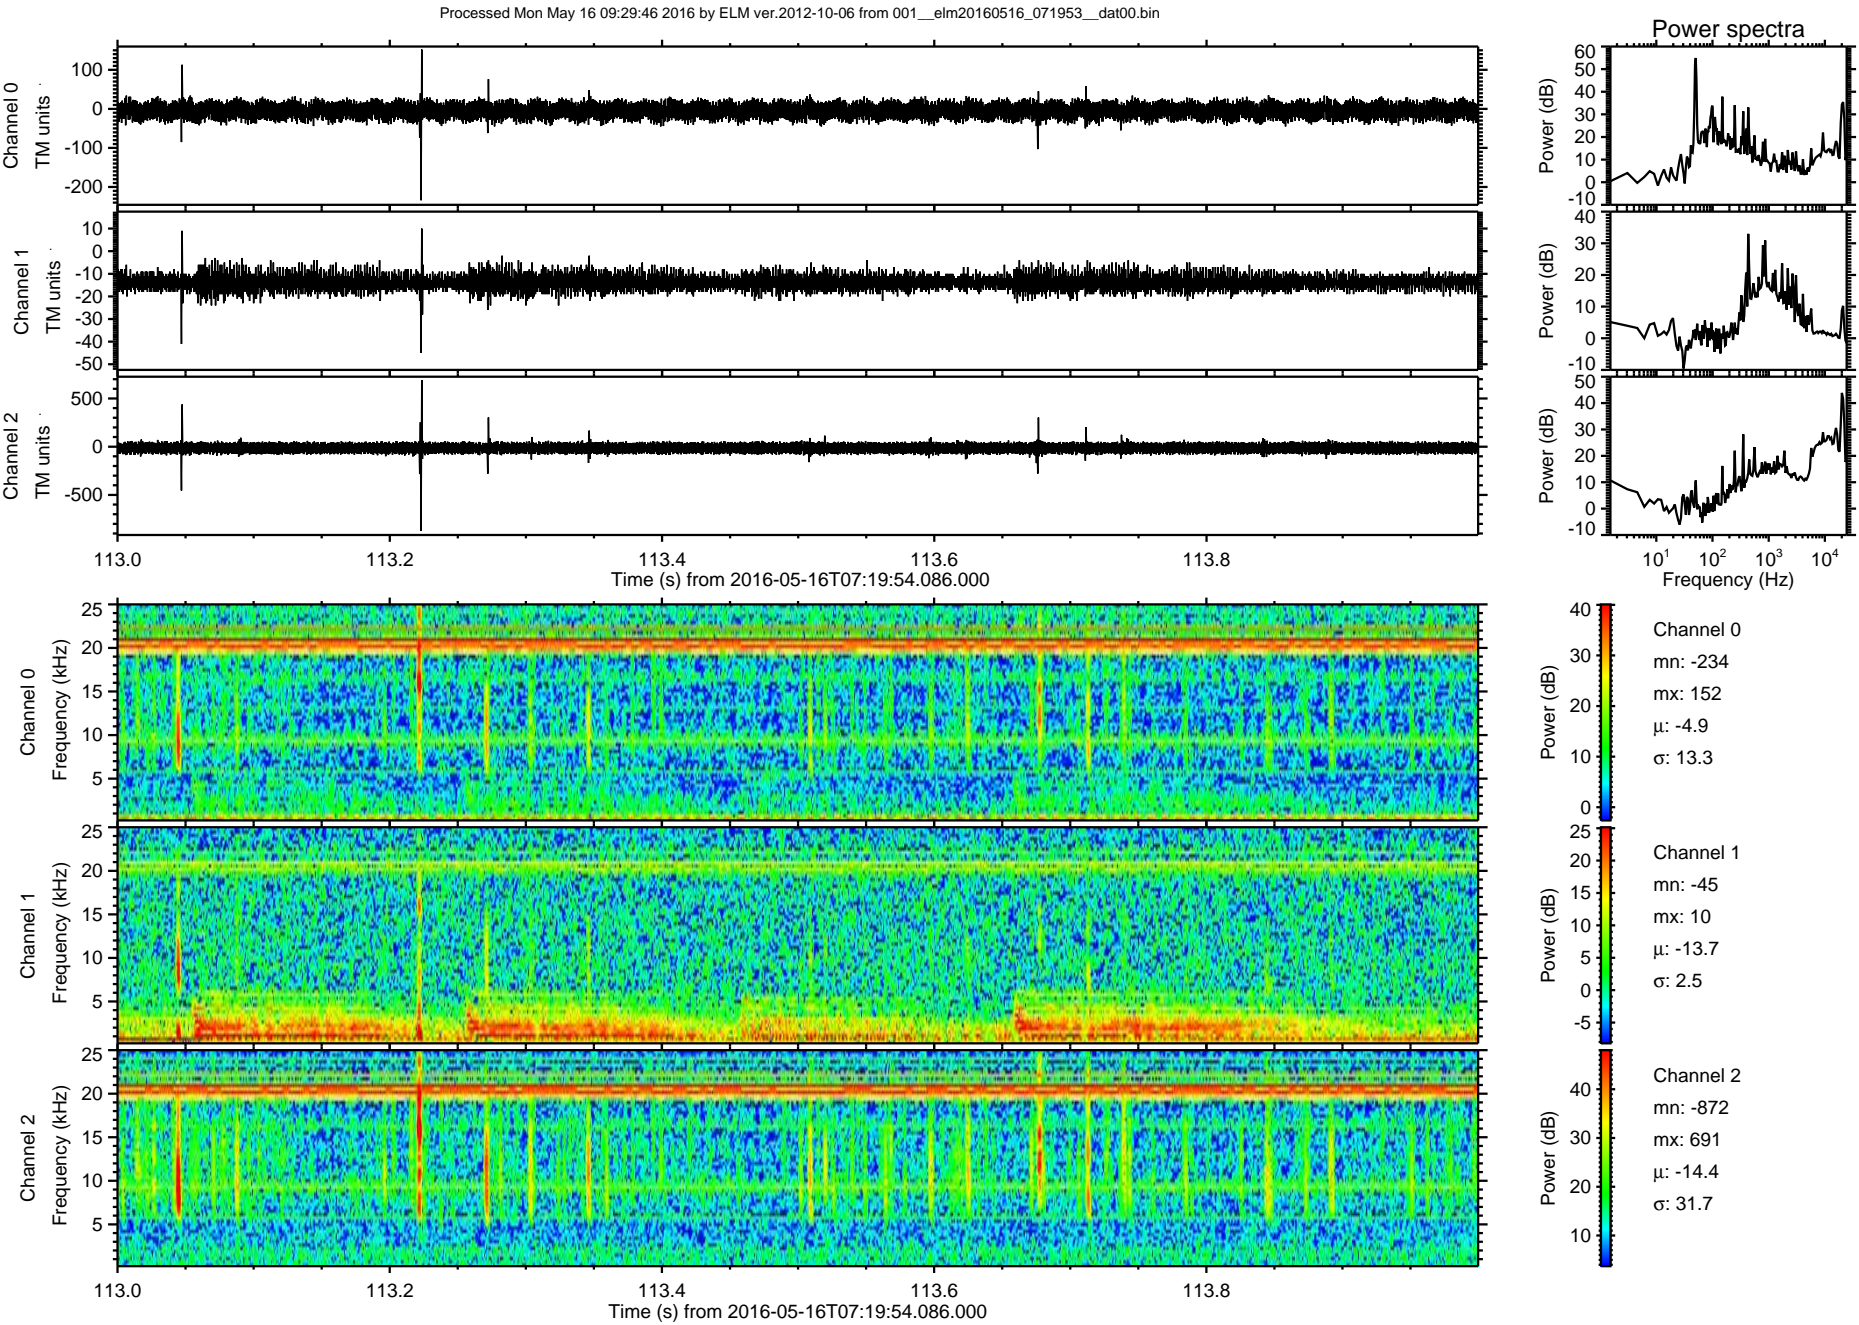 Processed Mon May 16 09:29:46 2016 by ELM ver.2012-10-06 from 001__elm20160516_071953__dat00.bin
Power spectra
Channel 0
TM units
100
0
-100
-200
Power (dB)
60
50
40
30
20
10
0
-10
Channel 1
TM units
10
0
-10
-20
-30
-40
-50
Power (dB)
40
30
20
10
0
-10
Channel 2
TM units
500
0
-500
Power (dB)
50
40
30
20
10
0
-10
113.0 113.2 113.4 113.6 113.8
Time (s) from 2016-05-16T07:19:54.086.000
10¹ 10² 10³ 10⁴
Frequency (Hz)
Channel 0
Frequency (kHz)
25
20
15
10
5
Power (dB)
40
30
20
10
0
Channel 0
mn: -234
mx: 152
μ: -4.9
σ: 13.3
Channel 1
Frequency (kHz)
25
20
15
10
5
Power (dB)
25
20
15
10
5
0
-5
Channel 1
mn: -45
mx: 10
μ: -13.7
σ: 2.5
Channel 2
Frequency (kHz)
25
20
15
10
5
Power (dB)
40
30
20
10
Channel 2
mn: -872
mx: 691
μ: -14.4
σ: 31.7
113.0 113.2 113.4 113.6 113.8
Time (s) from 2016-05-16T07:19:54.086.000